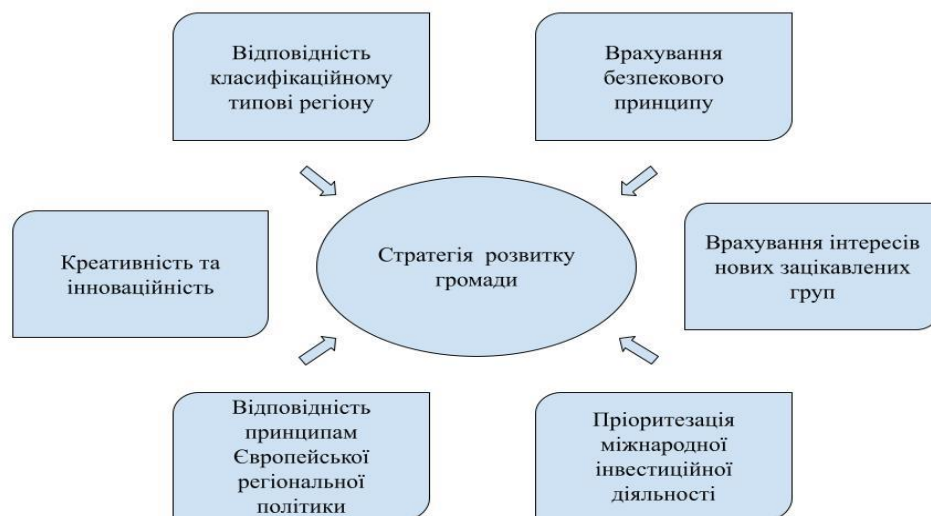 Відповідність
класифікаційному
типові регіону
Врахування
безпекового
принципу
Креативність та
інноваційність
Стратегія розвитку
громади
Врахування інтересів
нових зацікавлених
груп
Відповідність
принципам
Європейської
регіональної
політики
Пріоритезація
міжнародної
інвестиційної
діяльності